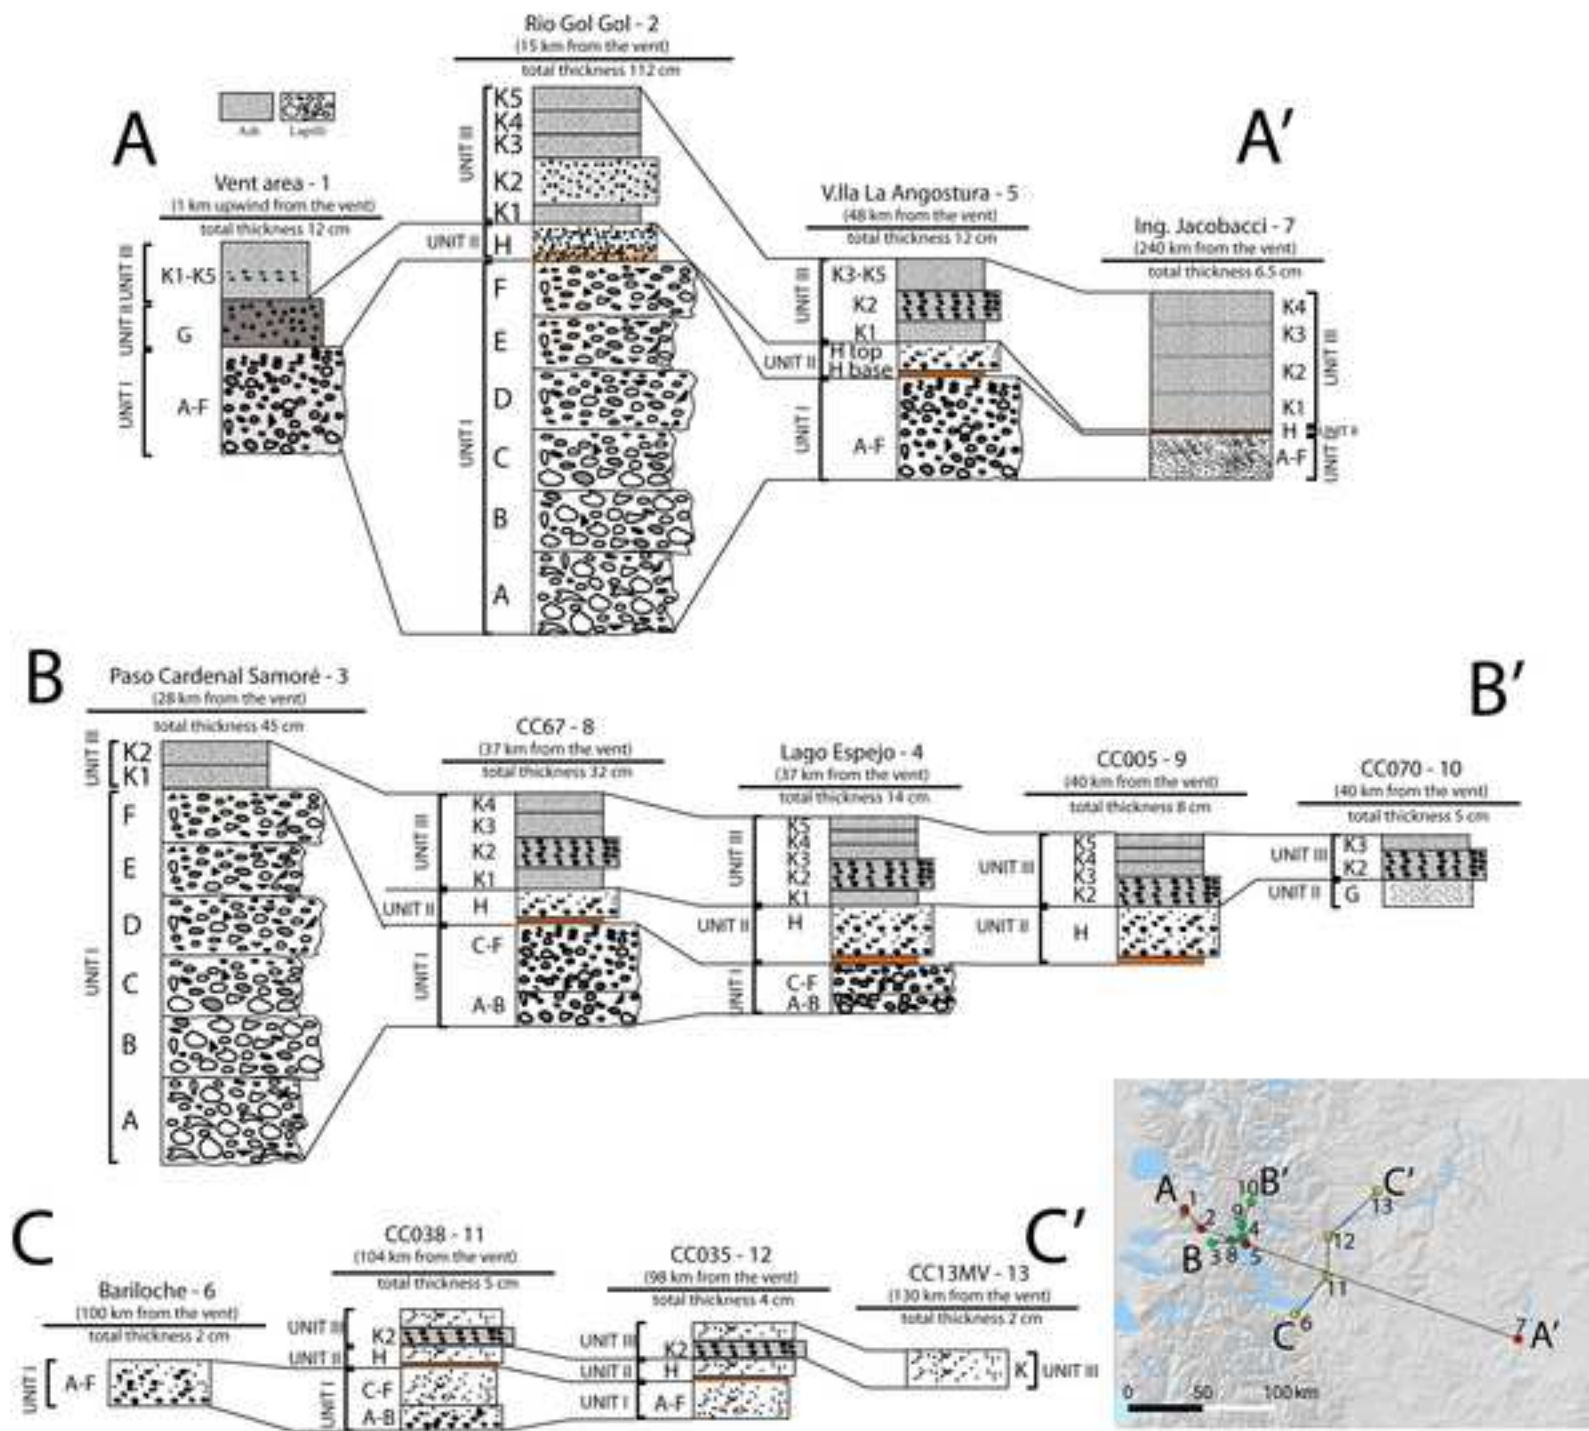 Rio Gol Gol - 2
(15 km from the vent)
total thickness 112 cm
A
Ash
Lapilli
A'
Vent area - 1
(1 km upwind from the vent)
total thickness 12 cm
UNIT III
K1-K5
UNIT II
G
UNIT I
A-F
UNIT III
K5
K4
K3
K2
K1
UNIT II
H
UNIT I
F
E
D
C
B
A
V.lla La Angostura - 5
(48 km from the vent)
total thickness 12 cm
UNIT III
K3-K5
K2
K1
UNIT II
H top
H base
UNIT I
A-F
Ing. Jacobacci - 7
(240 km from the vent)
total thickness 6.5 cm
K4
K3
K2
K1
UNIT III
H
UNIT II
A-F
UNIT I
B
B'
Paso Cardenal Samoré - 3
(28 km from the vent)
total thickness 45 cm
UNIT III
K2
K1
UNIT I
F
E
D
C
B
A
CC67 - 8
(37 km from the vent)
total thickness 32 cm
UNIT III
K4
K3
K2
K1
UNIT II
H
UNIT I
C-F
A-B
Lago Espejo - 4
(37 km from the vent)
total thickness 14 cm
UNIT III
K5
K4
K3
K2
K1
UNIT II
H
UNIT I
C-F
A-B
CC005 - 9
(40 km from the vent)
total thickness 8 cm
UNIT III
K5
K4
K3
K2
UNIT II
H
CC070 - 10
(40 km from the vent)
total thickness 5 cm
UNIT III
K3
K2
UNIT II
G
C
C'
Bariloche - 6
(100 km from the vent)
total thickness 2 cm
UNIT I
A-F
CC038 - 11
(104 km from the vent)
total thickness 5 cm
UNIT III
K2
UNIT II
H
UNIT I
C-F
A-B
CC035 - 12
(98 km from the vent)
total thickness 4 cm
UNIT III
K2
UNIT II
H
UNIT I
A-F
CC13MV - 13
(130 km from the vent)
total thickness 2 cm
K
UNIT III
A
1
2
B
3
8
5
4
9
10
B'
C'
13
12
11
C
6
7
A'
0
50
100 km